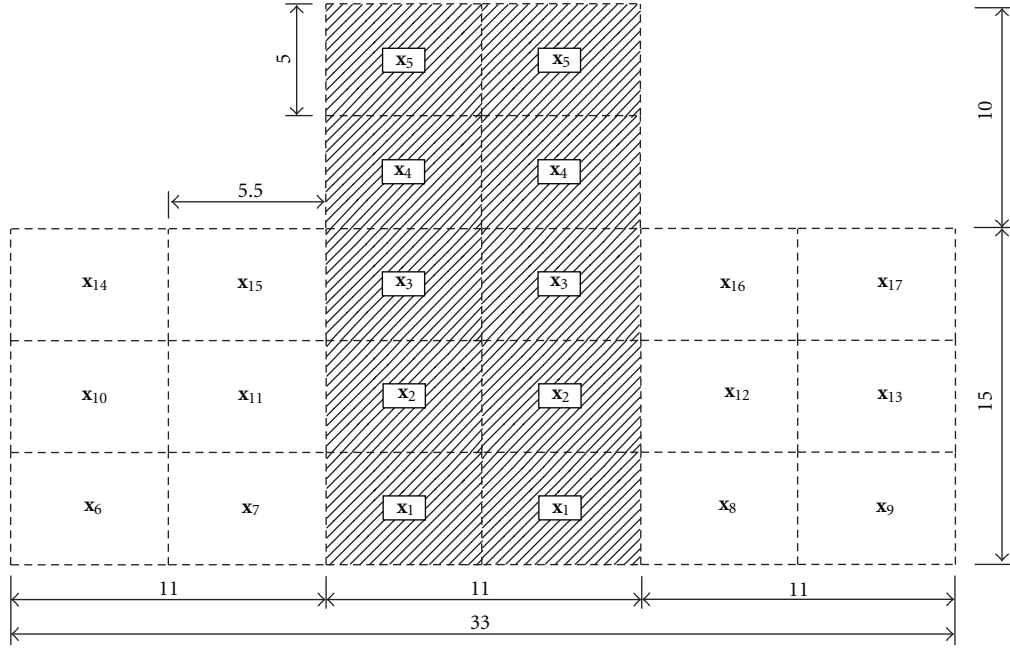 x₅ x₅
5
10
x₄ x₄
5.5
x₁₄ x₁₅ x₃ x₃ x₁₆ x₁₇
x₁₀ x₁₁ x₂ x₂ x₁₂ x₁₃
15
x₆ x₇ x₁ x₁ x₈ x₉
11 11 11
33